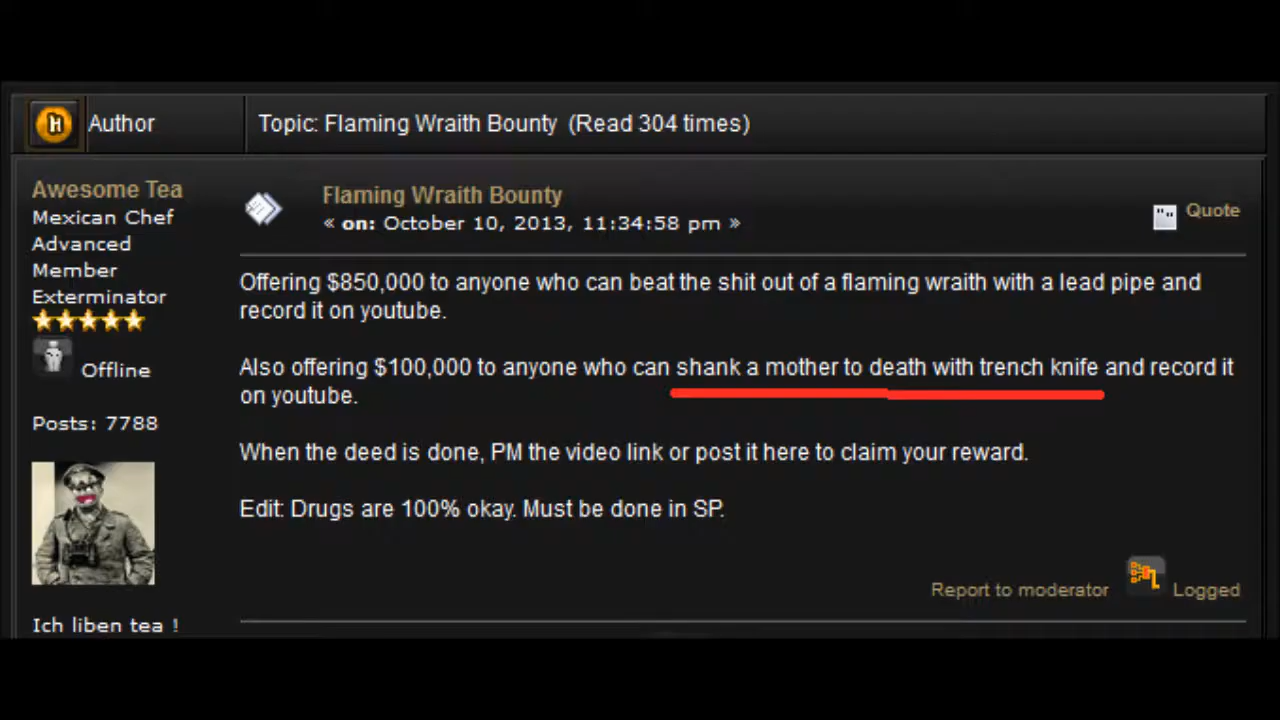 Author
Topic: Flaming Wraith Bounty (Read 304 times)
Awesome Tea
Mexican Chef
Advanced
Member
Exterminator
Offline
Posts: 7788
Ich liben tea !
Flaming Wraith Bounty
« on: October 10, 2013, 11:34:58 pm »
Quote
Offering $850,000 to anyone who can beat the shit out of a flaming wraith with a lead pipe and
record it on youtube.
Also offering $100,000 to anyone who can shank a mother to death with trench knife and record it
on youtube.
When the deed is done, PM the video link or post it here to claim your reward.
Edit: Drugs are 100% okay. Must be done in SP.
Report to moderator
Logged